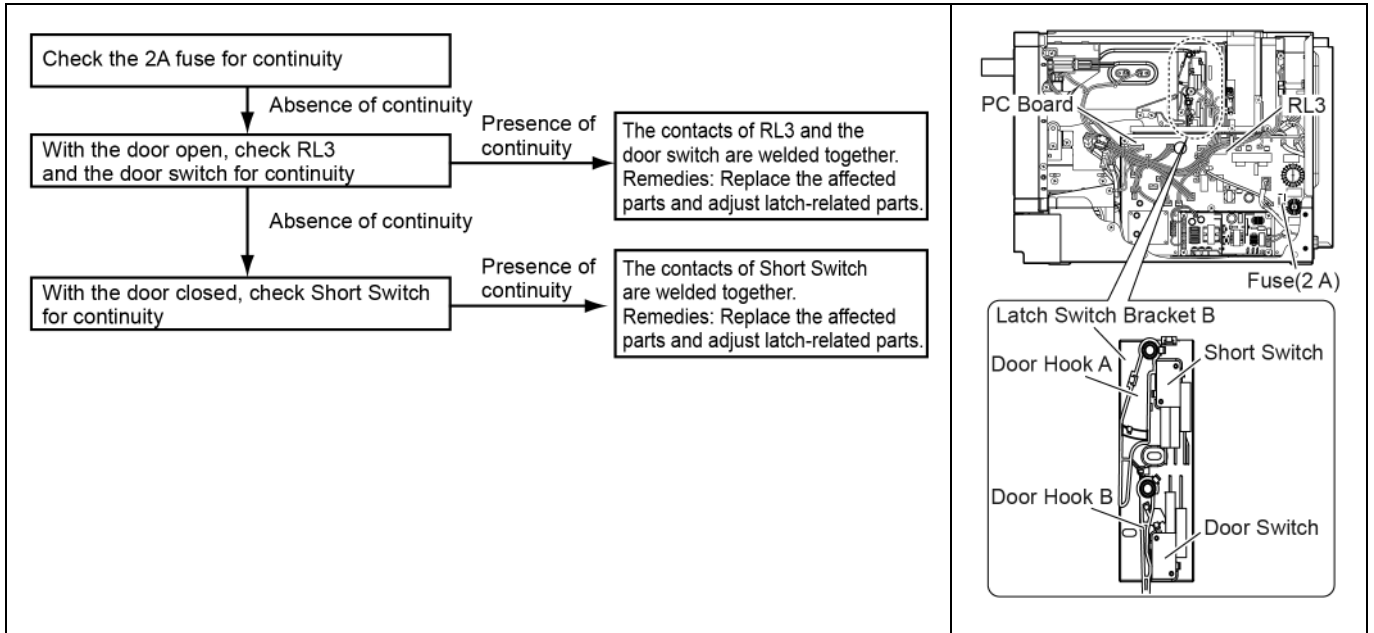 Check the 2A fuse for continuity
Absence of continuity
With the door open, check RL3
and the door switch for continuity
Presence of
continuity
The contacts of RL3 and the
door switch are welded together.
Remedies: Replace the affected
parts and adjust latch-related parts.
Absence of continuity
With the door closed, check Short Switch
for continuity
Presence of
continuity
The contacts of Short Switch
are welded together.
Remedies: Replace the affected
parts and adjust latch-related parts.
PC Board
RL3
Fuse(2 A)
Latch Switch Bracket B
Door Hook A
Short Switch
Door Hook B
Door Switch